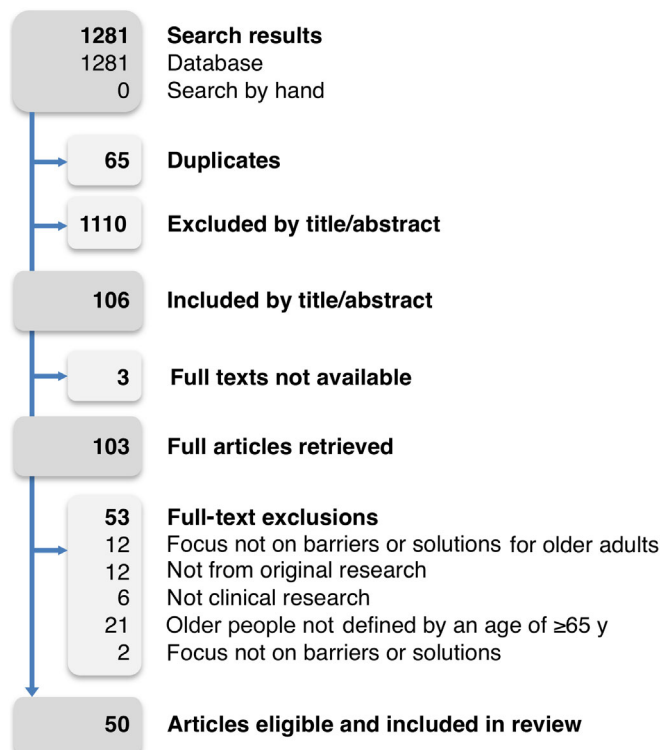 1281 Search results
1281 Database
0 Search by hand
65 Duplicates
1110 Excluded by title/abstract
106 Included by title/abstract
3 Full texts not available
103 Full articles retrieved
53 Full-text exclusions
12 Focus not on barriers or solutions for older adults
12 Not from original research
6 Not clinical research
21 Older people not defined by an age of ≥65 y
2 Focus not on barriers or solutions
50 Articles eligible and included in review